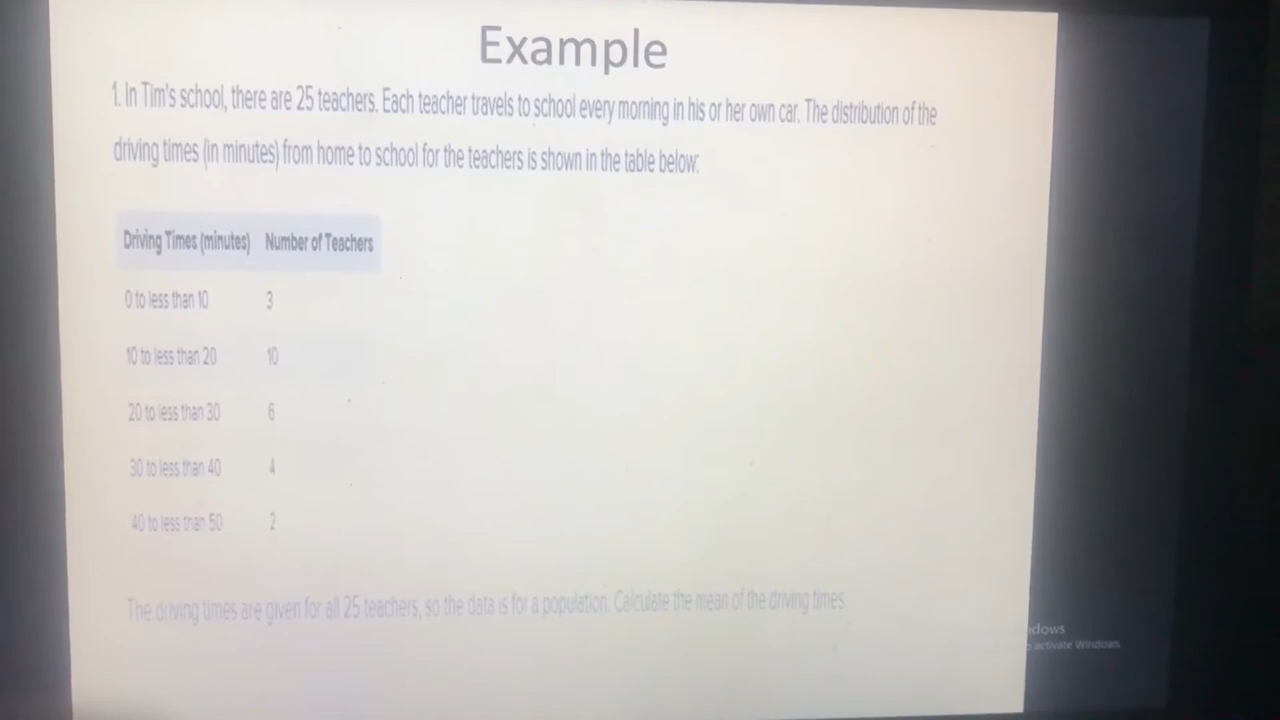 Example
1. In Tim's school, there are 25 teachers. Each teacher travels to school every morning in his or her own car. The distribution of the
driving times (in minutes) from home to school for the teachers is shown in the table below:
Driving Times (minutes) Number of Teachers
0 to less than 10 3
10 to less than 20 10
20 to less than 30 6
30 to less than 40 4
40 to less than 50 2
The driving times are given for all 25 teachers, so the data is for a population. Calculate the mean of the driving times
dows
activate Windows